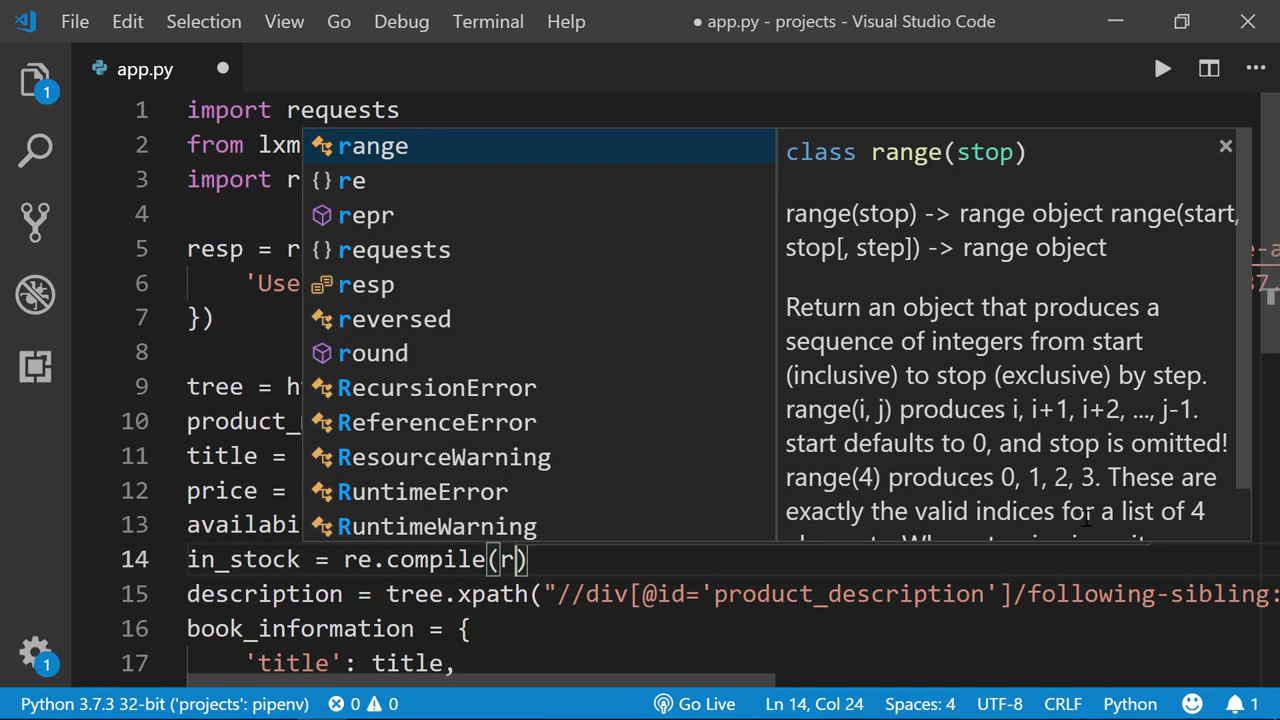 File Edit Selection View Go Debug Terminal Help ● app.py - projects - Visual Studio Code
app.py
1 import requests
2 from lxm
3 import r
4
5 resp = r
6 'Use
7 })
8
9 tree = h
10 product_
11 title =
12 price =
13 availabi
14 in_stock = re.compile(r)
15 description = tree.xpath("//div[@id='product_description']/following-sibling:
16 book_information = {
17 'title': title,
range
re
repr
requests
resp
reversed
round
RecursionError
ReferenceError
ResourceWarning
RuntimeError
RuntimeWarning
class range(stop)
range(stop) -> range object range(start,
stop[, step]) -> range object
Return an object that produces a
sequence of integers from start
(inclusive) to stop (exclusive) by step.
range(i, j) produces i, i+1, i+2, ..., j-1.
start defaults to 0, and stop is omitted!
range(4) produces 0, 1, 2, 3. These are
exactly the valid indices for a list of 4
e-a
37.
1
1
Python 3.7.3 32-bit ('projects': pipenv) 0 0 Go Live Ln 14, Col 24 Spaces: 4 UTF-8 CRLF Python 1